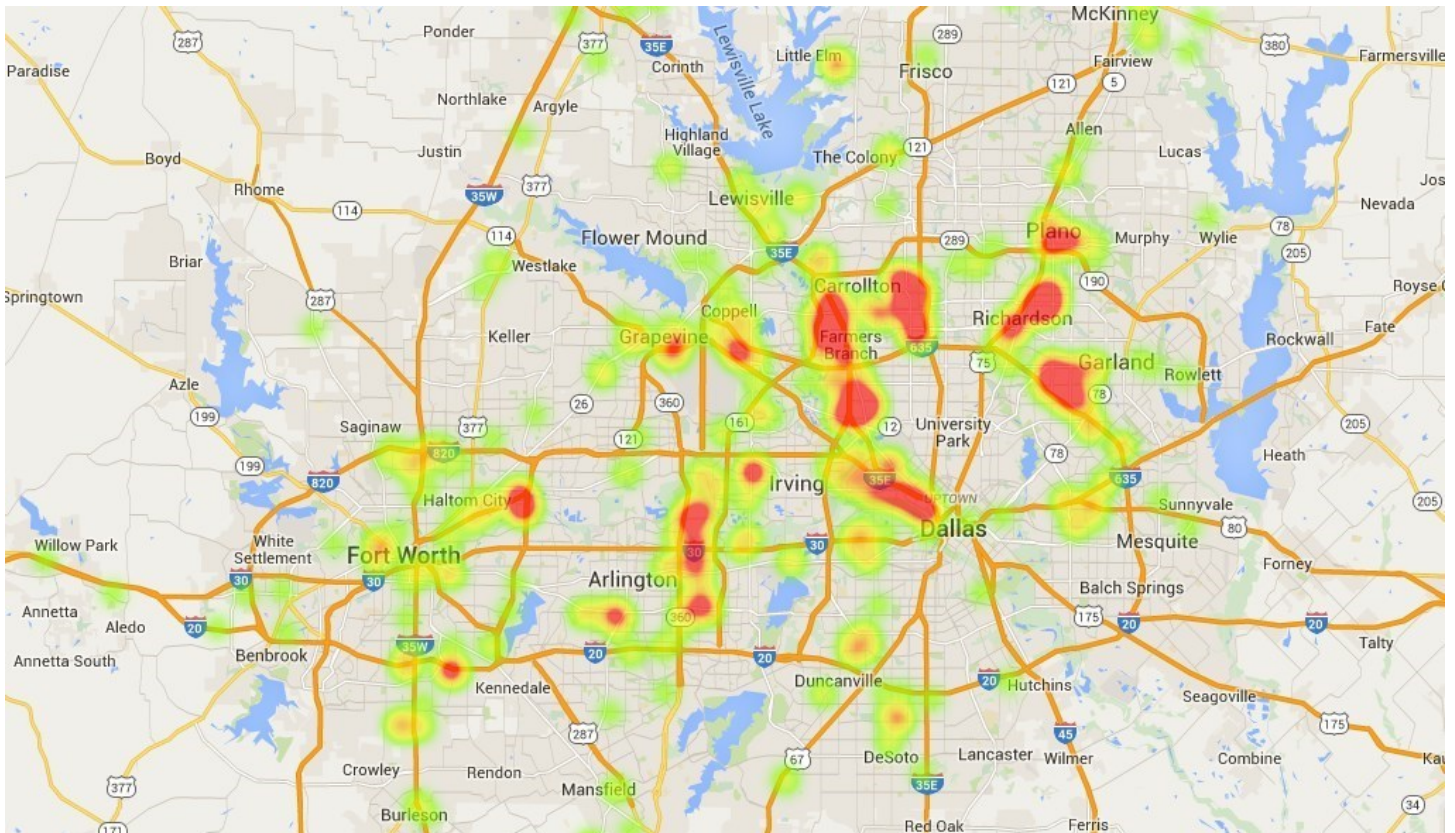 McKinney
Ponder
289
287
377
35E
Little Elm
380
Farmersville
Paradise
Corinth
Frisco
Fairview
Lewisville Lake
121
5
Northlake
Argyle
Highland
Village
Allen
Justin
The Colony
121
Lucas
Boyd
Rhome
377
35W
Lewisville
Nevada
114
114
Flower Mound
35E
289
Plano
Murphy
78
Wylie
205
Briar
Westlake
Carrollton
190
Springtown
287
Coppell
Richardson
Keller
Grapevine
Farmers
Branch
635
Fate
Rockwall
75
Garland
Rowlett
Azle
199
26
360
161
78
Saginaw
377
121
12
University
Park
205
199
820
820
78
Heath
Haltom City
Irving
35E
UPTOWN
635
Sunnyvale
205
Willow Park
White
Settlement
Fort Worth
30
30
Dallas
80
Mesquite
30
30
Arlington
Forney
Annetta
Aledo
20
360
Balch Springs
175
20
20
Talty
Annetta South
Benbrook
35W
20
20
Kennedale
Duncanville
20
Hutchins
Seagoville
287
45
175
Crowley
Rendon
67
DeSoto
Lancaster
Wilmer
Combine
377
Mansfield
35E
Burleson
34
171
Red Oak
Ferris